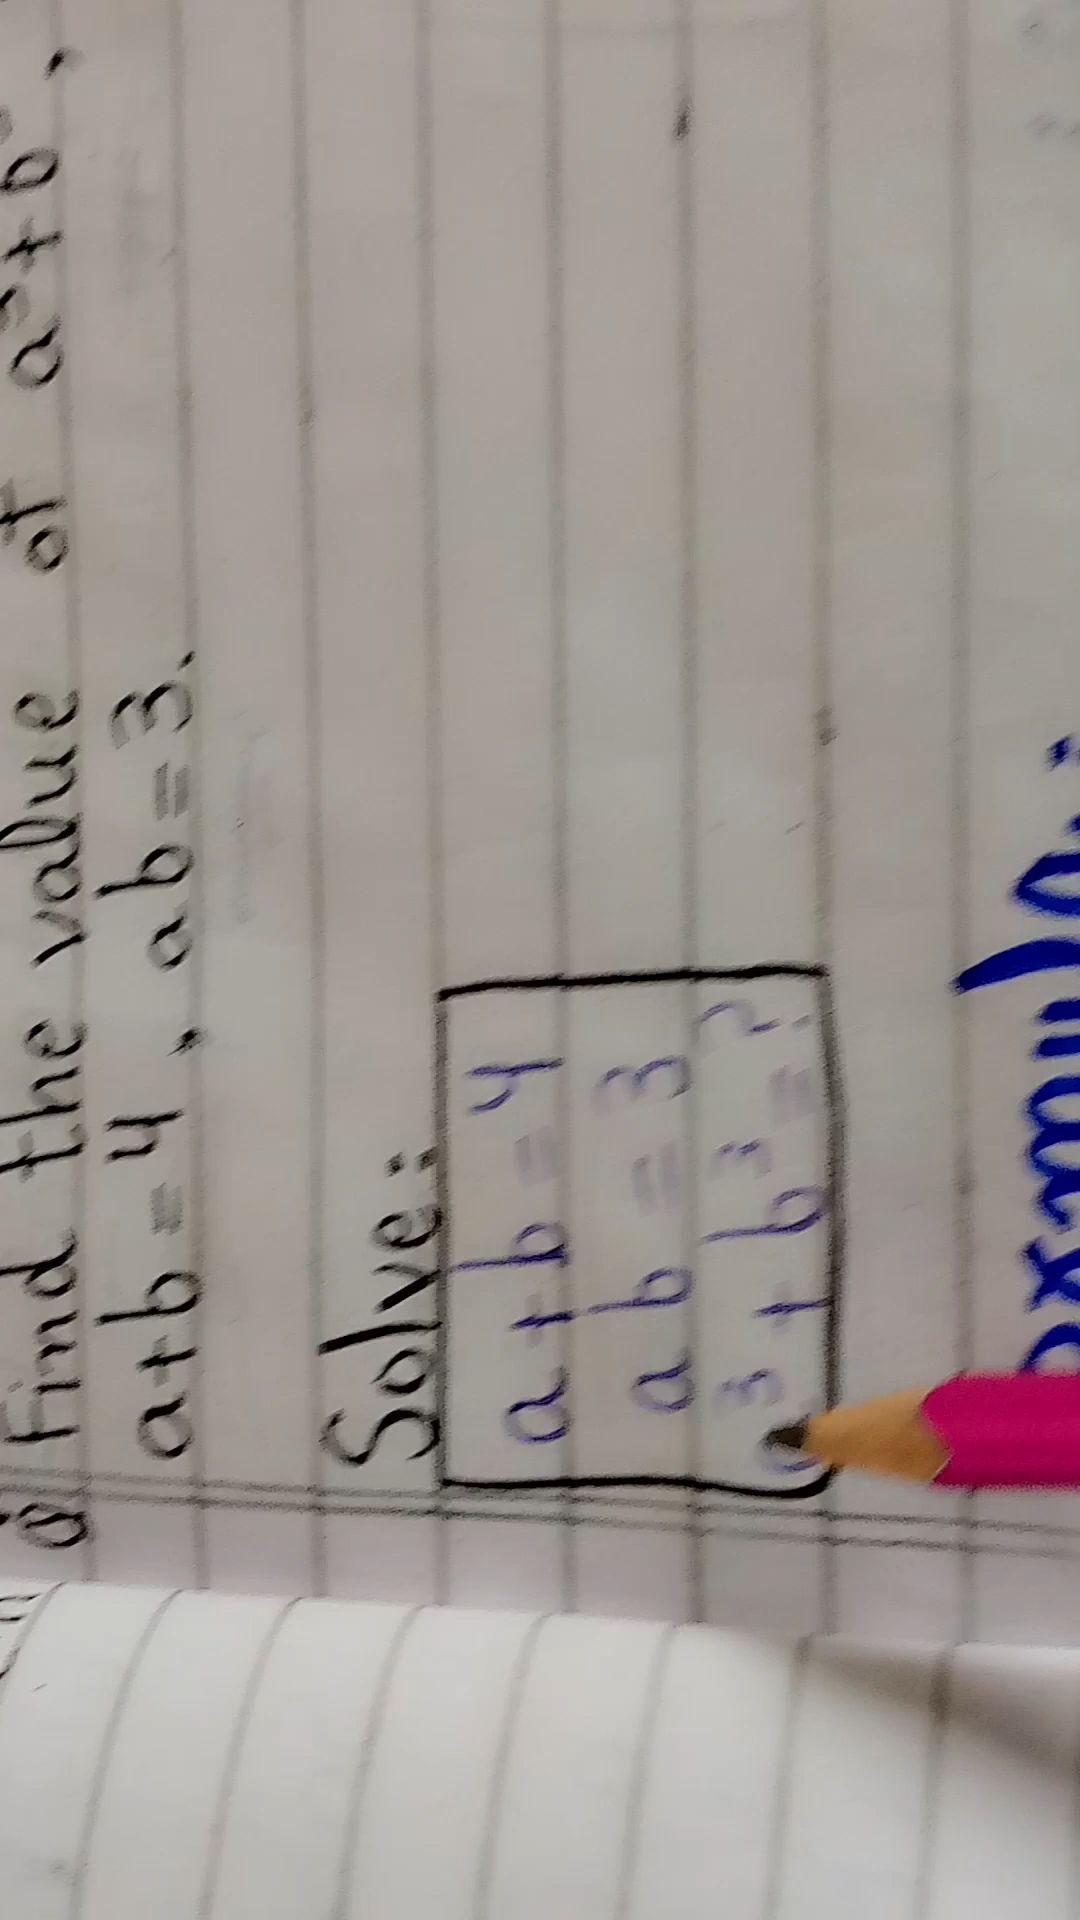 Find the value of a³+b³,
a+b=4, ab=3.
Solve:
a+b=4
ab=3
a³+b³=?